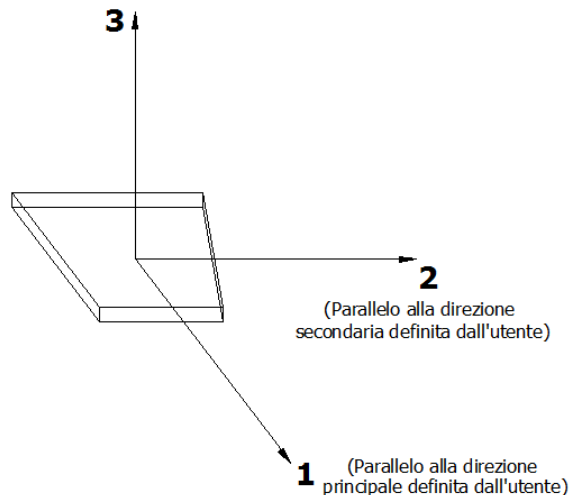 3
2
(Parallelo alla direzione
secondaria definita dall'utente)
1 (Parallelo alla direzione
principale definita dall'utente)